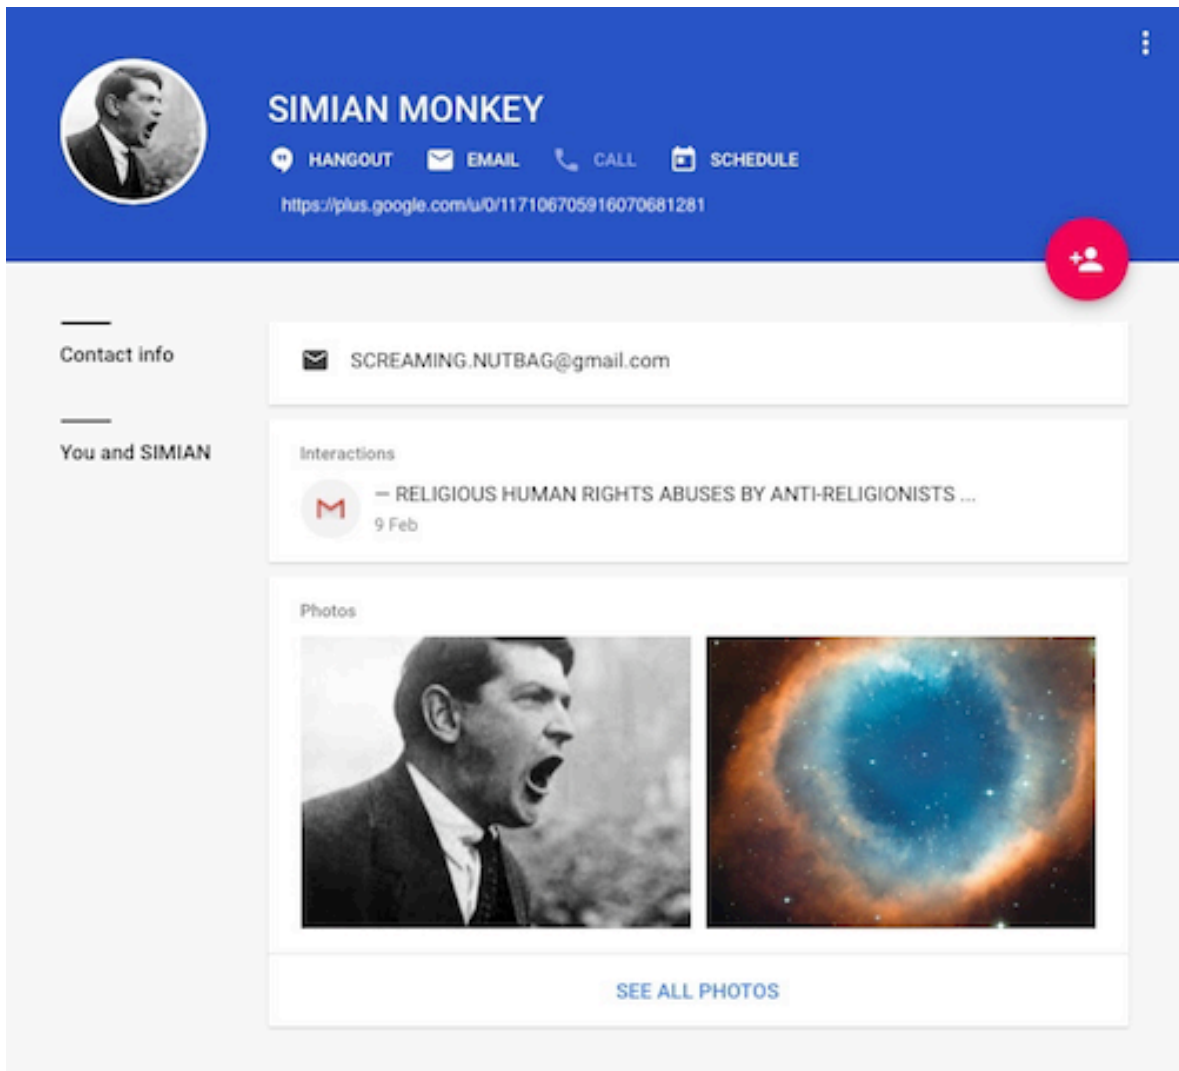 SIMIAN MONKEY
HANGOUT EMAIL CALL SCHEDULE
https://plus.google.com/u/0/117106705916070681281
Contact info
SCREAMING.NUTBAG@gmail.com
You and SIMIAN
Interactions
— RELIGIOUS HUMAN RIGHTS ABUSES BY ANTI-RELIGIONISTS ...
9 Feb
Photos
SEE ALL PHOTOS